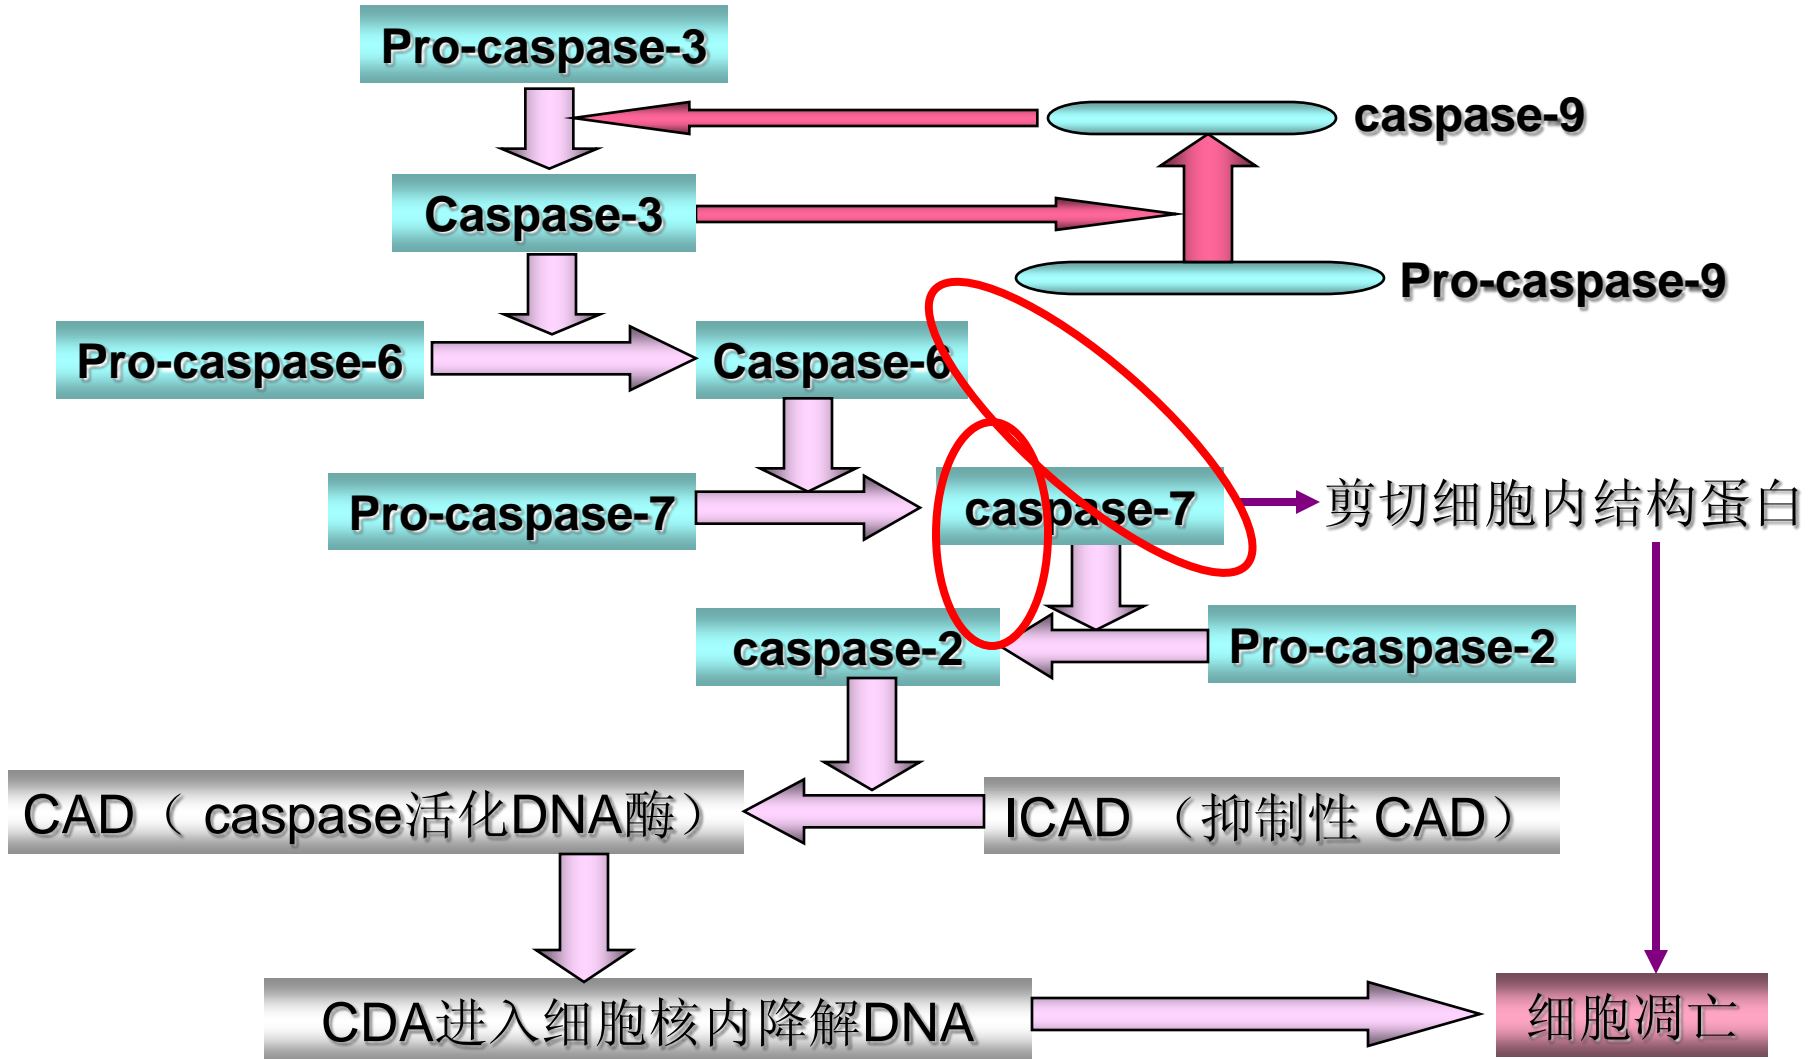 Pro-caspase-3
caspase-9
Caspase-3
Pro-caspase-9
Pro-caspase-6
Caspase-6
Pro-caspase-7
caspase-7
剪切细胞内结构蛋白
caspase-2
Pro-caspase-2
CAD（ caspase活化DNA酶）
ICAD （抑制性 CAD）
CDA进入细胞核内降解DNA
细胞凋亡